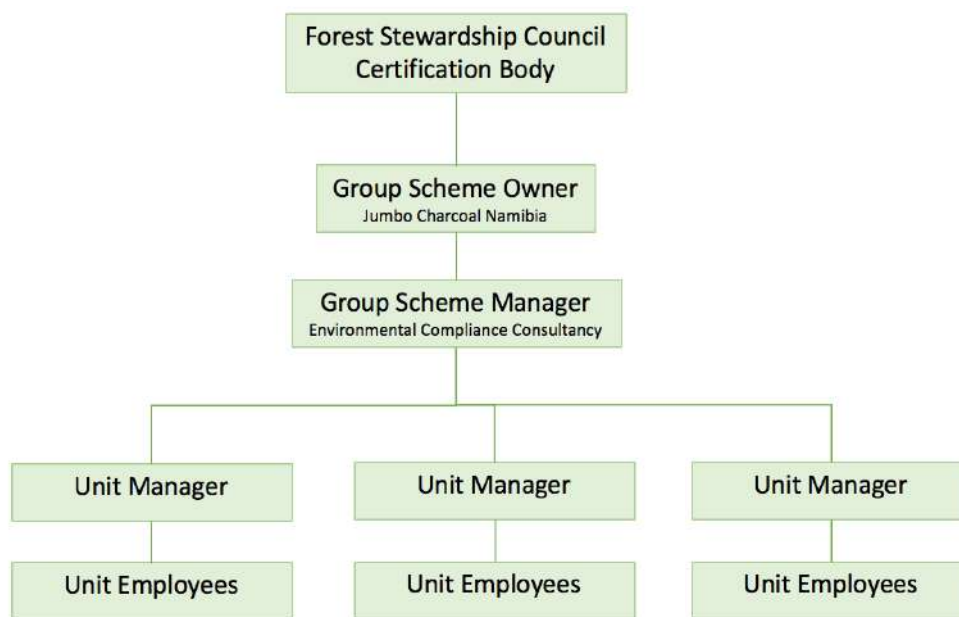 Forest Stewardship Council
Certification Body
Group Scheme Owner
Jumbo Charcoal Namibia
Group Scheme Manager
Environmental Compliance Consultancy
Unit Manager
Unit Manager
Unit Manager
Unit Employees
Unit Employees
Unit Employees